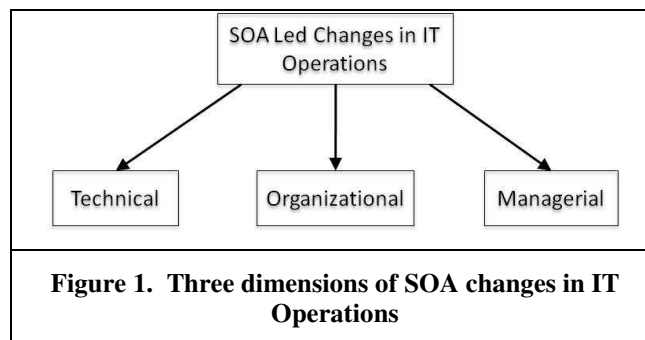 SOA Led Changes in IT
Operations
Technical
Organizational
Managerial
Figure 1. Three dimensions of SOA changes in IT
Operations